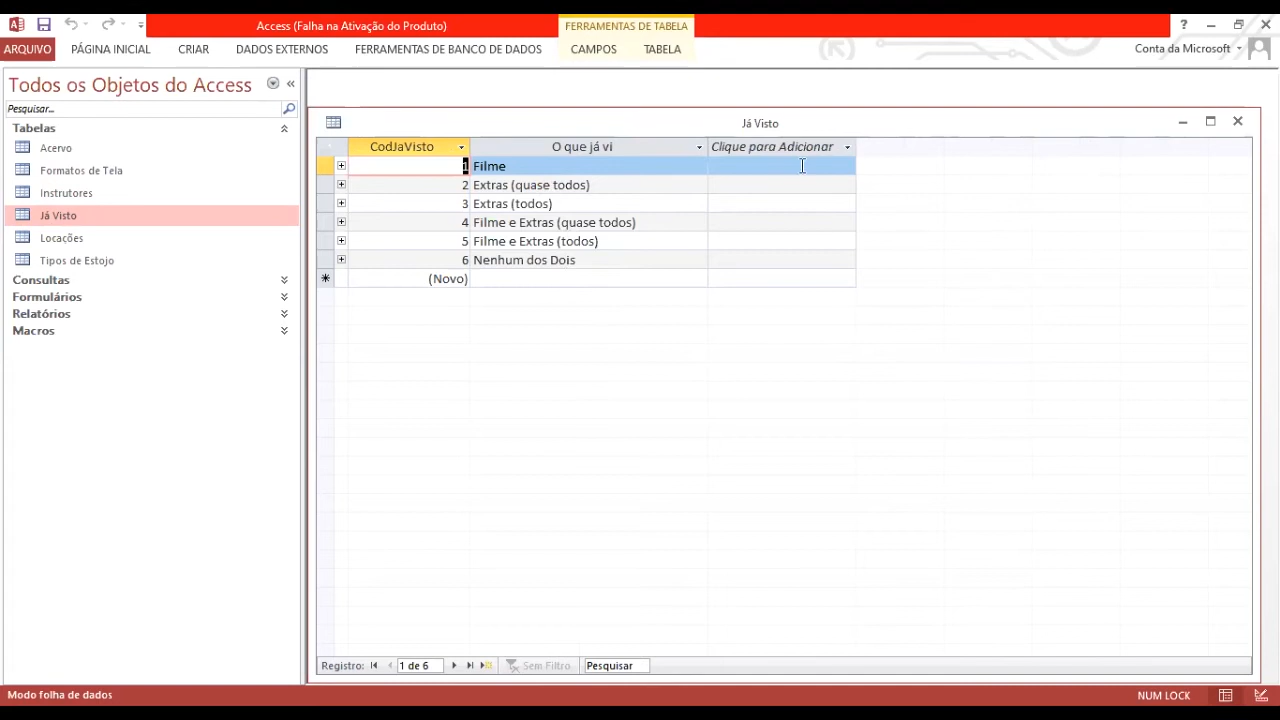 Access (Falha na Ativação do Produto)
FERRAMENTAS DE TABELA
?
ARQUIVO
PÁGINA INICIAL
CRIAR
DADOS EXTERNOS
FERRAMENTAS DE BANCO DE DADOS
CAMPOS
TABELA
Conta da Microsoft
Todos os Objetos do Access
Pesquisar...
Tabelas
Acervo
Formatos de Tela
Instrutores
Já Visto
Locações
Tipos de Estojo
Consultas
Formulários
Relatórios
Macros
Já Visto
CodJaVisto O que já vi Clique para Adicionar
1 Filme
2 Extras (quase todos)
3 Extras (todos)
4 Filme e Extras (quase todos)
5 Filme e Extras (todos)
6 Nenhum dos Dois
(Novo)
Registro: 1 de 6 Sem Filtro Pesquisar
Modo folha de dados
NUM LOCK